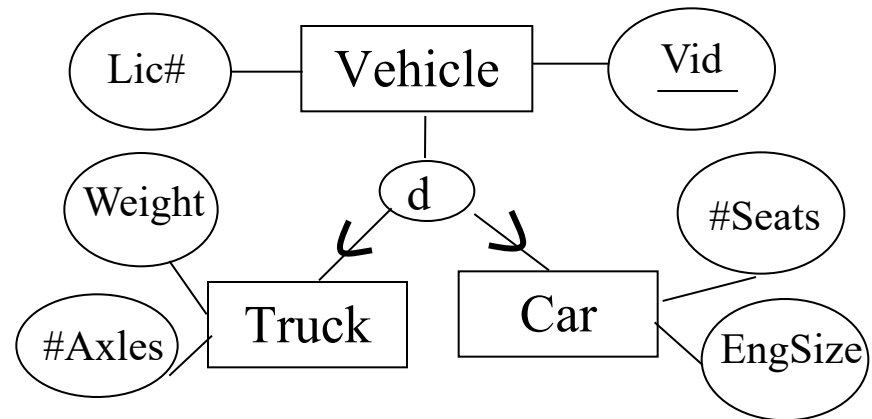 Lic#
Vehicle
Vid
d
Weight
#Seats
#Axles
Truck
Car
EngSize